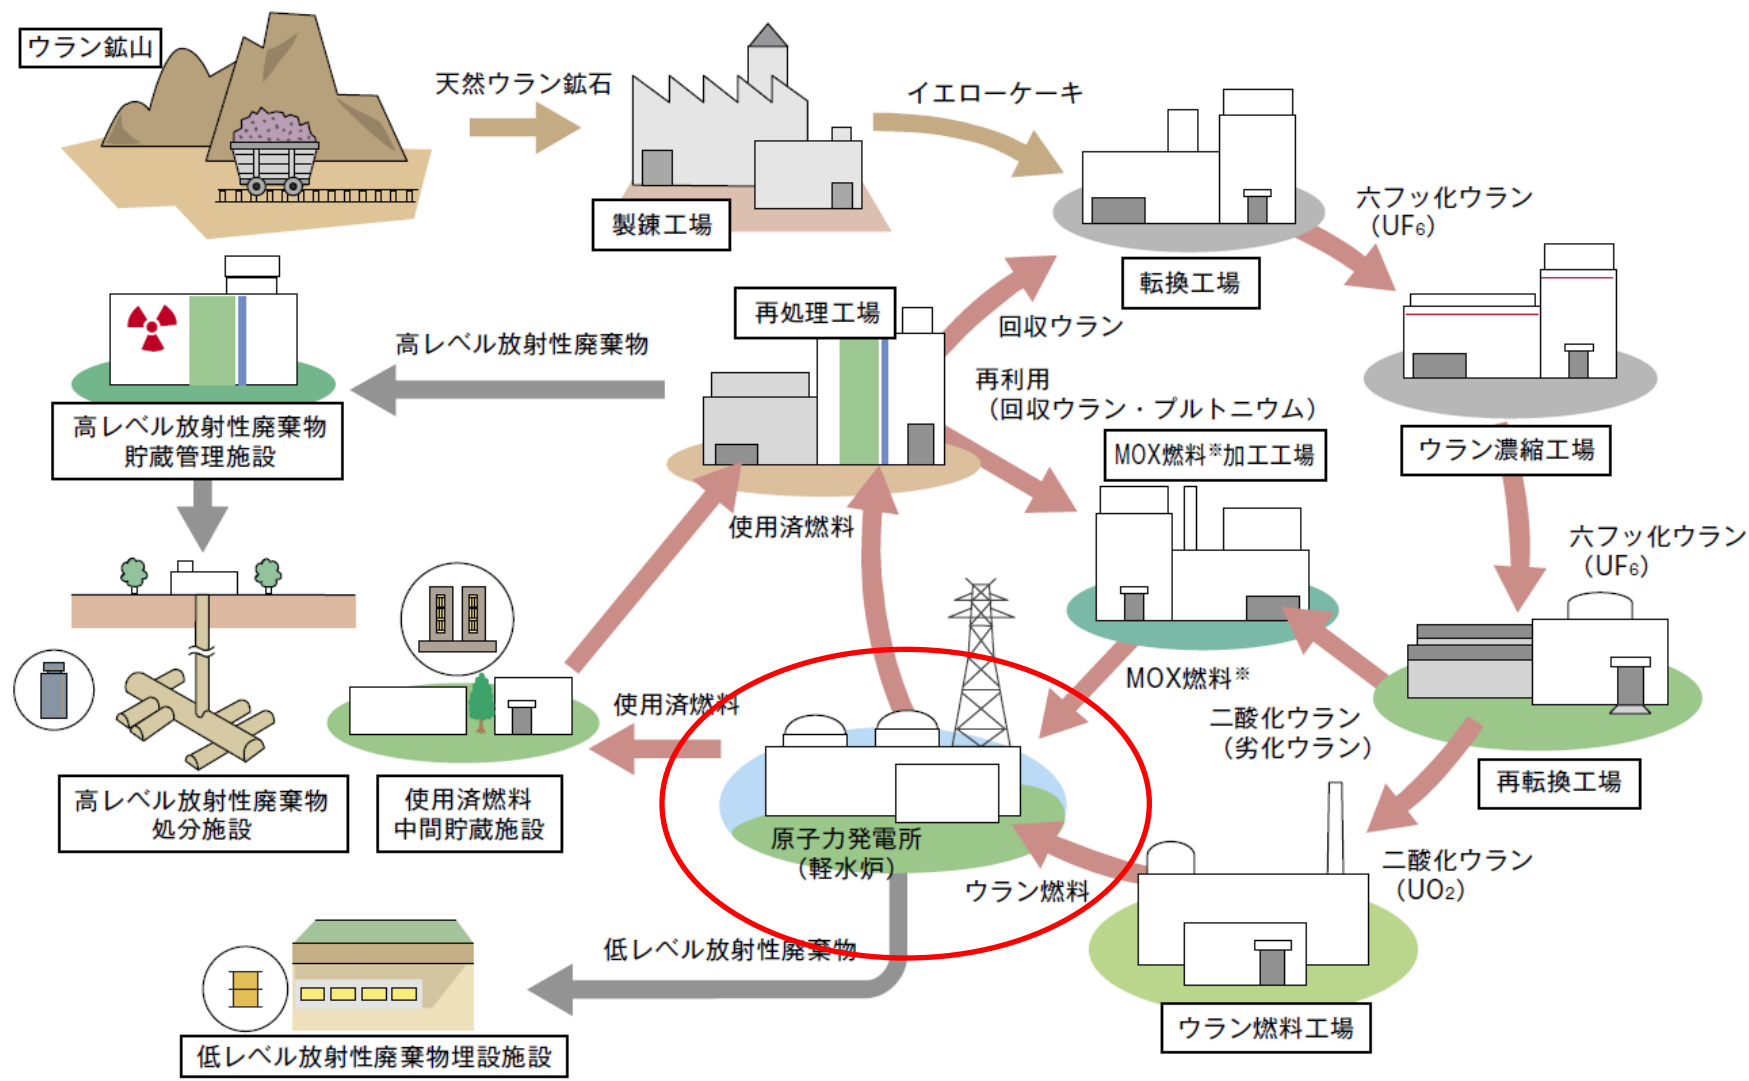 ウラン鉱山
天然ウラン鉱石
製錬工場
イエローケーキ
転換工場
六フッ化ウラン
（UF₆）
ウラン濃縮工場
再処理工場
回収ウラン
再利用
（回収ウラン・プルトニウム）
高レベル放射性廃棄物
高レベル放射性廃棄物
貯蔵管理施設
MOX燃料※加工工場
六フッ化ウラン
（UF₆）
使用済燃料
使用済燃料
MOX燃料※
二酸化ウラン
（劣化ウラン）
再転換工場
高レベル放射性廃棄物
処分施設
使用済燃料
中間貯蔵施設
原子力発電所
（軽水炉）
ウラン燃料
二酸化ウラン
（UO₂）
低レベル放射性廃棄物
ウラン燃料工場
低レベル放射性廃棄物埋設施設